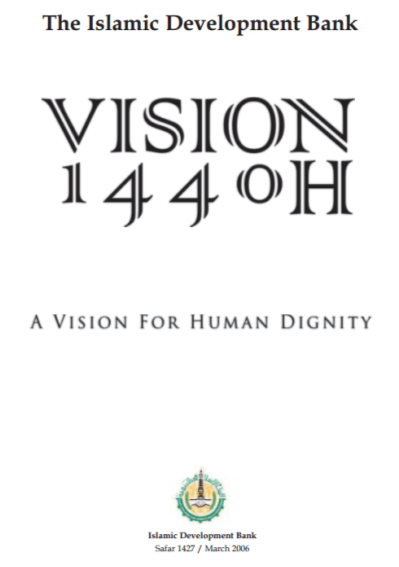 The Islamic Development Bank
VISION
1440H
A VISION FOR HUMAN DIGNITY
Islamic Development Bank
Safar 1427 / March 2006